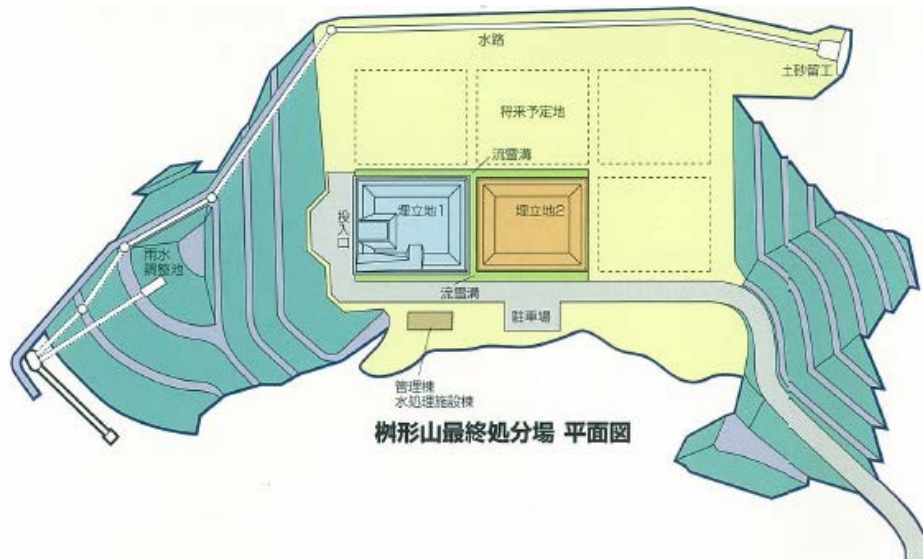 水路
土砂留工
将来予定地
流雪溝
投入口
埋立地1
埋立地2
雨水
調整池
流雪溝
駐車場
管理棟
水処理施設棟
桝形山最終処分場 平面図